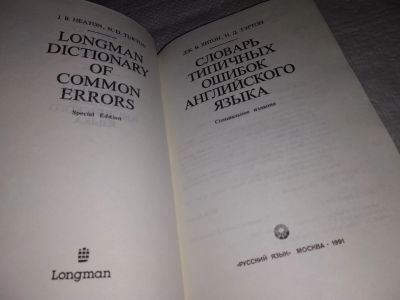 J. B. HEATON, N. D. TURTON
LONGMAN
DICTIONARY
OF
COMMON
ERRORS
Special Edition
Longman
ДЖ. Б. ХИТОН, Н. Д. ТЭРТОН
СЛОВАРЬ
ТИПИЧНЫХ
ОШИБОК
АНГЛИЙСКОГО
ЯЗЫКА
Специальное издание
«РУССКИЙ ЯЗЫК» МОСКВА · 1991